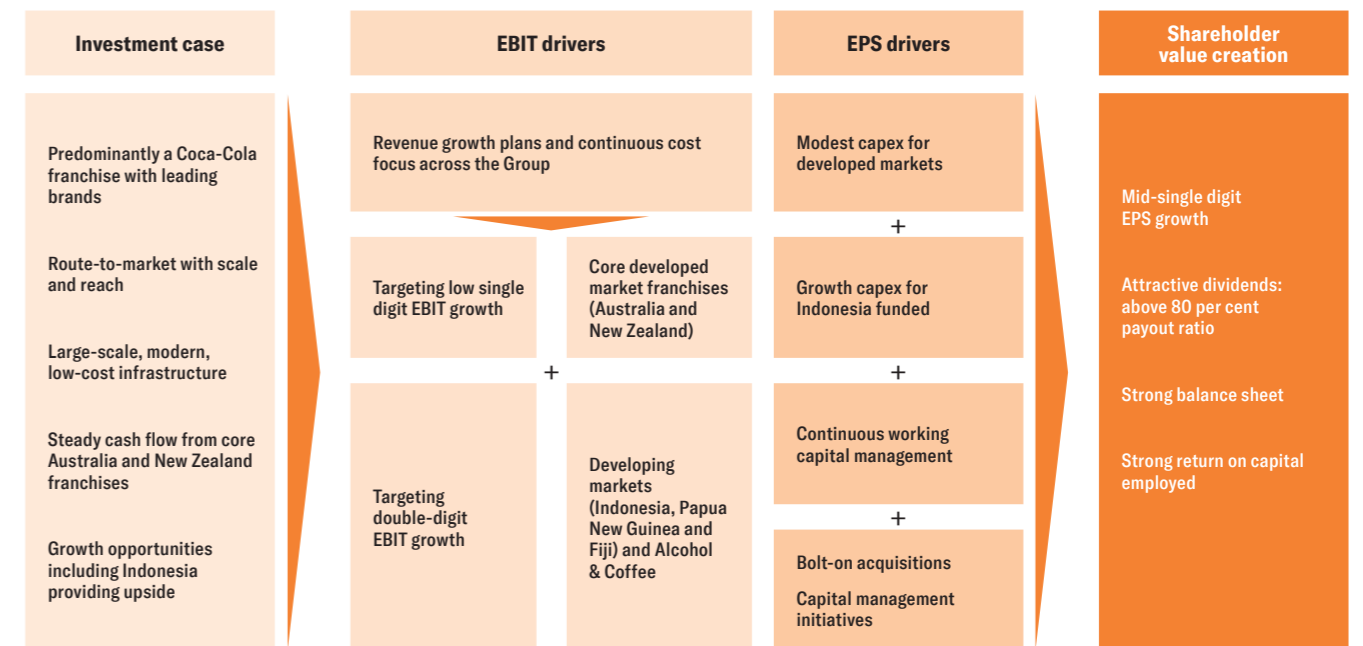 Investment case
Predominantly a Coca-Cola
franchise with leading
brands
Route-to-market with scale
and reach
Large-scale, modern,
low-cost infrastructure
Steady cash flow from core
Australia and New Zealand
franchises
Growth opportunities
including Indonesia
providing upside
EBIT drivers
Revenue growth plans and continuous cost
focus across the Group
Targeting low single
digit EBIT growth
Core developed
market franchises
(Australia and
New Zealand)
+
Targeting
double-digit
EBIT growth
Developing
markets
(Indonesia, Papua
New Guinea and
Fiji) and Alcohol
& Coffee
EPS drivers
Modest capex for
developed markets
+
Growth capex for
Indonesia funded
+
Continuous working
capital management
+
Bolt-on acquisitions
Capital management
initiatives
Shareholder
value creation
Mid-single digit
EPS growth
Attractive dividends:
above 80 per cent
payout ratio
Strong balance sheet
Strong return on capital
employed